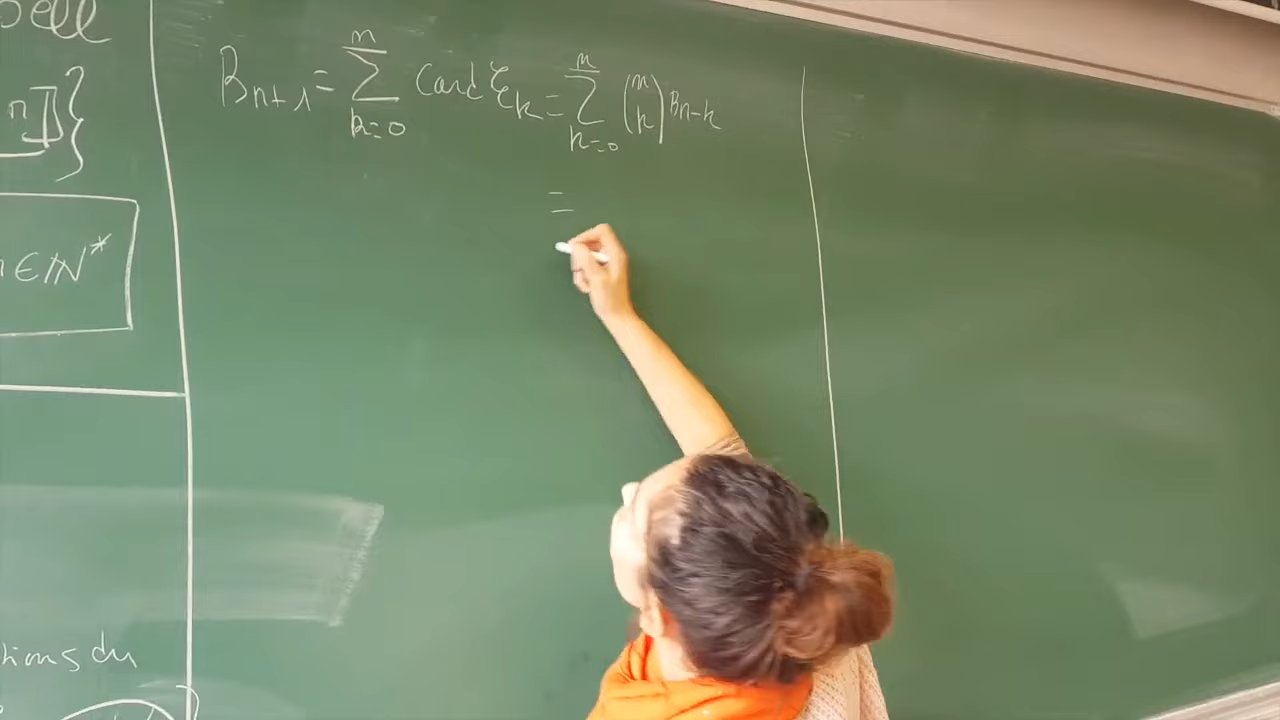 Bell
n⟧}
n∈ℕ*
tions du
B_{n+1} = \sum_{k=0}^{n} Card ℰ_k = \sum_{k=0}^{n} \binom{n}{k} B_{n-k}
=